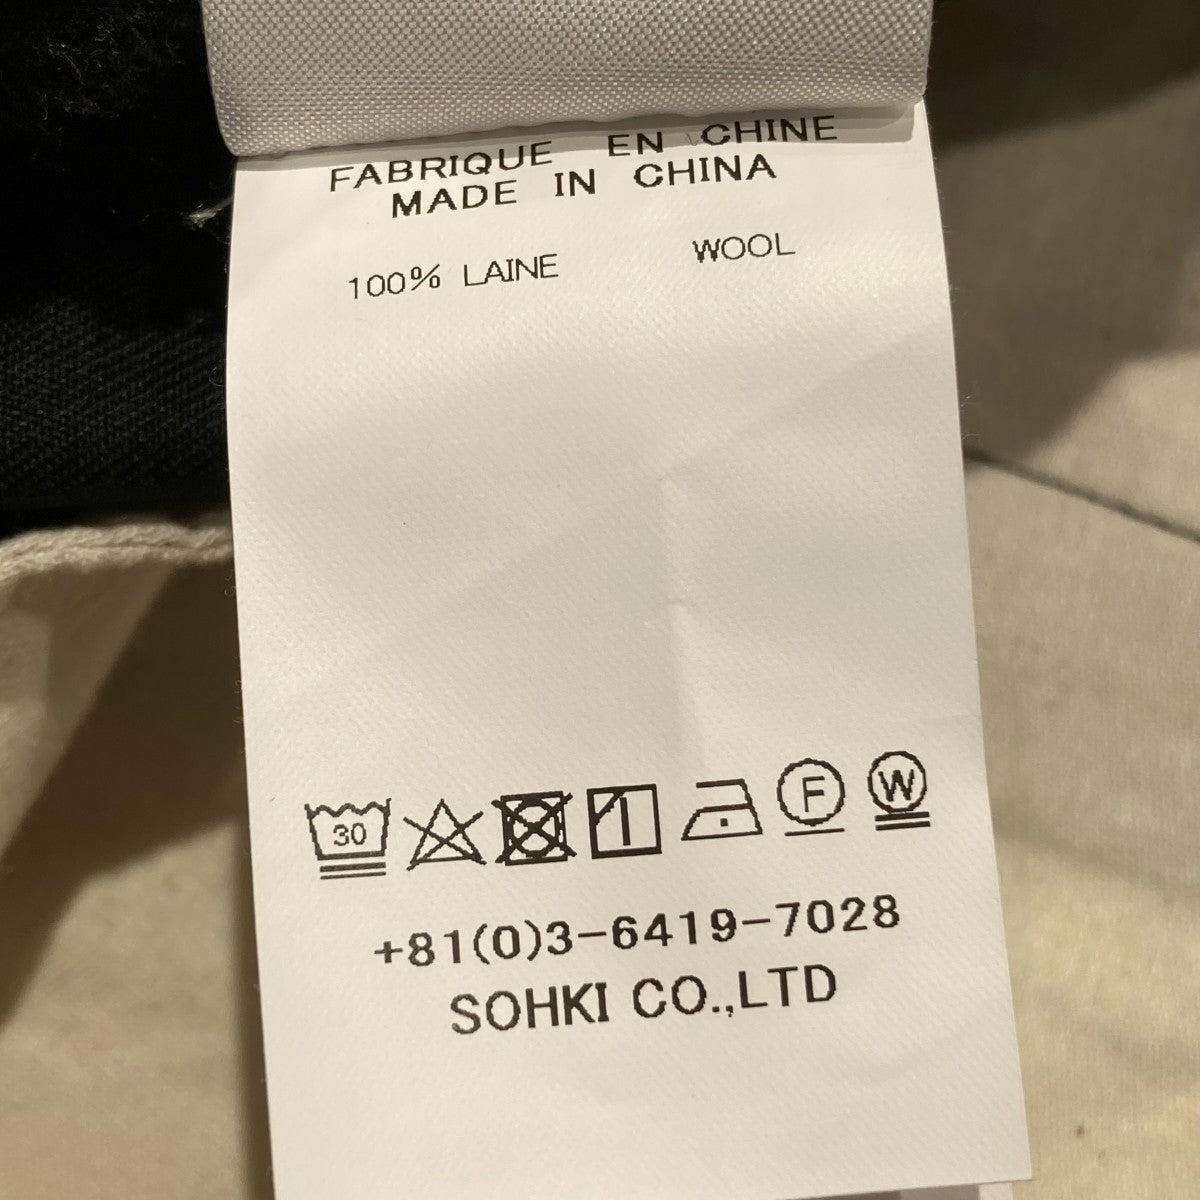 FABRIQUE EN CHINE
MADE IN CHINA
100% LAINE WOOL
30 F W
+81(0)3-6419-7028
SOHKI CO.,LTD